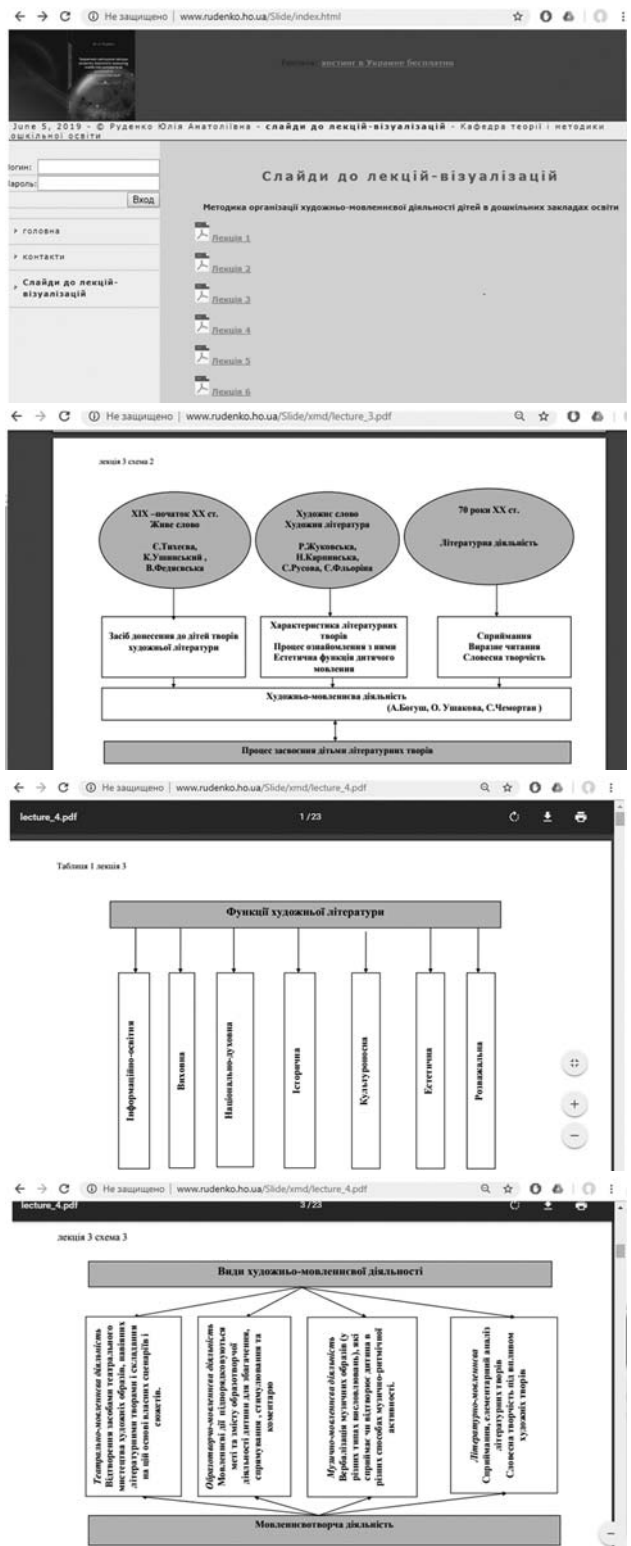 Не защищено | www.rudenko.ho.ua/Slide/index.html
хостинг в Украине бесплатно
June 5, 2019 - © Руденко Юлія Анатоліївна - слайди до лекцій-візуалізацій - Кафедра теорії і методики
ошкільної освіти
огин:
ароль:
Вход
головна
контакти
Слайди до лекцій-
візуалізацій
Слайди до лекцій-візуалізацій
Методика організації художньо-мовленнєвої діяльності дітей в дошкільних закладах освіти
Лекція 1
Лекція 2
Лекція 3
Лекція 4
Лекція 5
Лекція 6
Не защищено | www.rudenko.ho.ua/Slide/xmd/lecture_3.pdf
лекція 3 схема 2
XIX –початок XX ст.
Живе слово
Є.Тихєєва,
К.Ушинський ,
В.Федяєвська
Художнє слово
Художня література
Р.Жуковська,
Н.Карпинська,
С.Русова, Є.Фльоріна
70 роки XX ст.
Літературна діяльність
Засіб донесення до дітей творів
художньої літератури
Характеристика літературних
творів
Процес ознайомлення з ними
Естетична функція дитячого
мовлення
Сприймання
Виразне читання
Словесна творчість
Художньо-мовленнєва діяльність
(А.Богуш, О. Ушакова, С.Чемортан )
Процес засвоєння дітьми літературних творів
Не защищено | www.rudenko.ho.ua/Slide/xmd/lecture_4.pdf
lecture_4.pdf
1 /23
Таблиця 1 лекція 3
Функції художньої літератури
Інформаційно-освітня
Виховна
Національно-духовна
Історична
Культуроносна
Естетична
Розважальна
Не защищено | www.rudenko.ho.ua/Slide/xmd/lecture_4.pdf
lecture_4.pdf
3 /23
лекція 3 схема 3
Види художньо-мовленнєвої діяльності
Театрально-мовленнєва діяльність
Відтворення засобами театрального
мистецтва художніх образів, навіяних
літературними творами і складання
на цій основі власних сценаріїв і
сюжетів.
Образотворчо-мовленнєва діяльність
Мовленнєві дії підпорядковуються
меті та змісту образотворчої
діяльності дитини для збагачення,
спрямування , стимулювання та
коментарю
Музично-мовленнєва діяльність
Вербалізація музичних образів (у
різних типах висловлювань), які
сприймає чи відтворює дитина в
різних способах музично-ритмічної
активності.
Літературно-мовленнєва
Сприймання, елементарний аналіз
літературних творів
Словесна творчість під впливом
художніх творів
Мовленнєвотворча діяльність